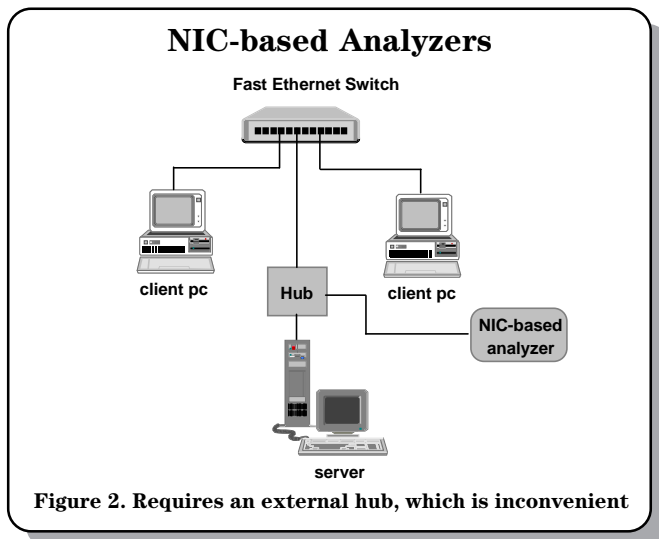 NIC-based Analyzers
Fast Ethernet Switch
client pc
Hub
client pc
NIC-based
analyzer
server
Figure 2. Requires an external hub, which is inconvenient